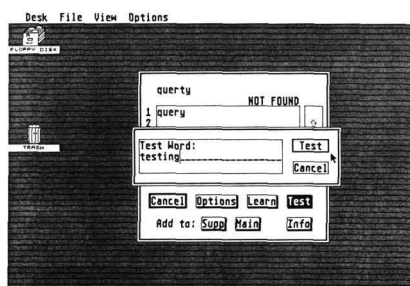 Desk File View Options
FLOPPY DISK
querty
NOT FOUND
1 query
2
TRASH
Test Word:
testing
Test
Cancel
Cancel Options Learn Test
Add to: Supp Main Info